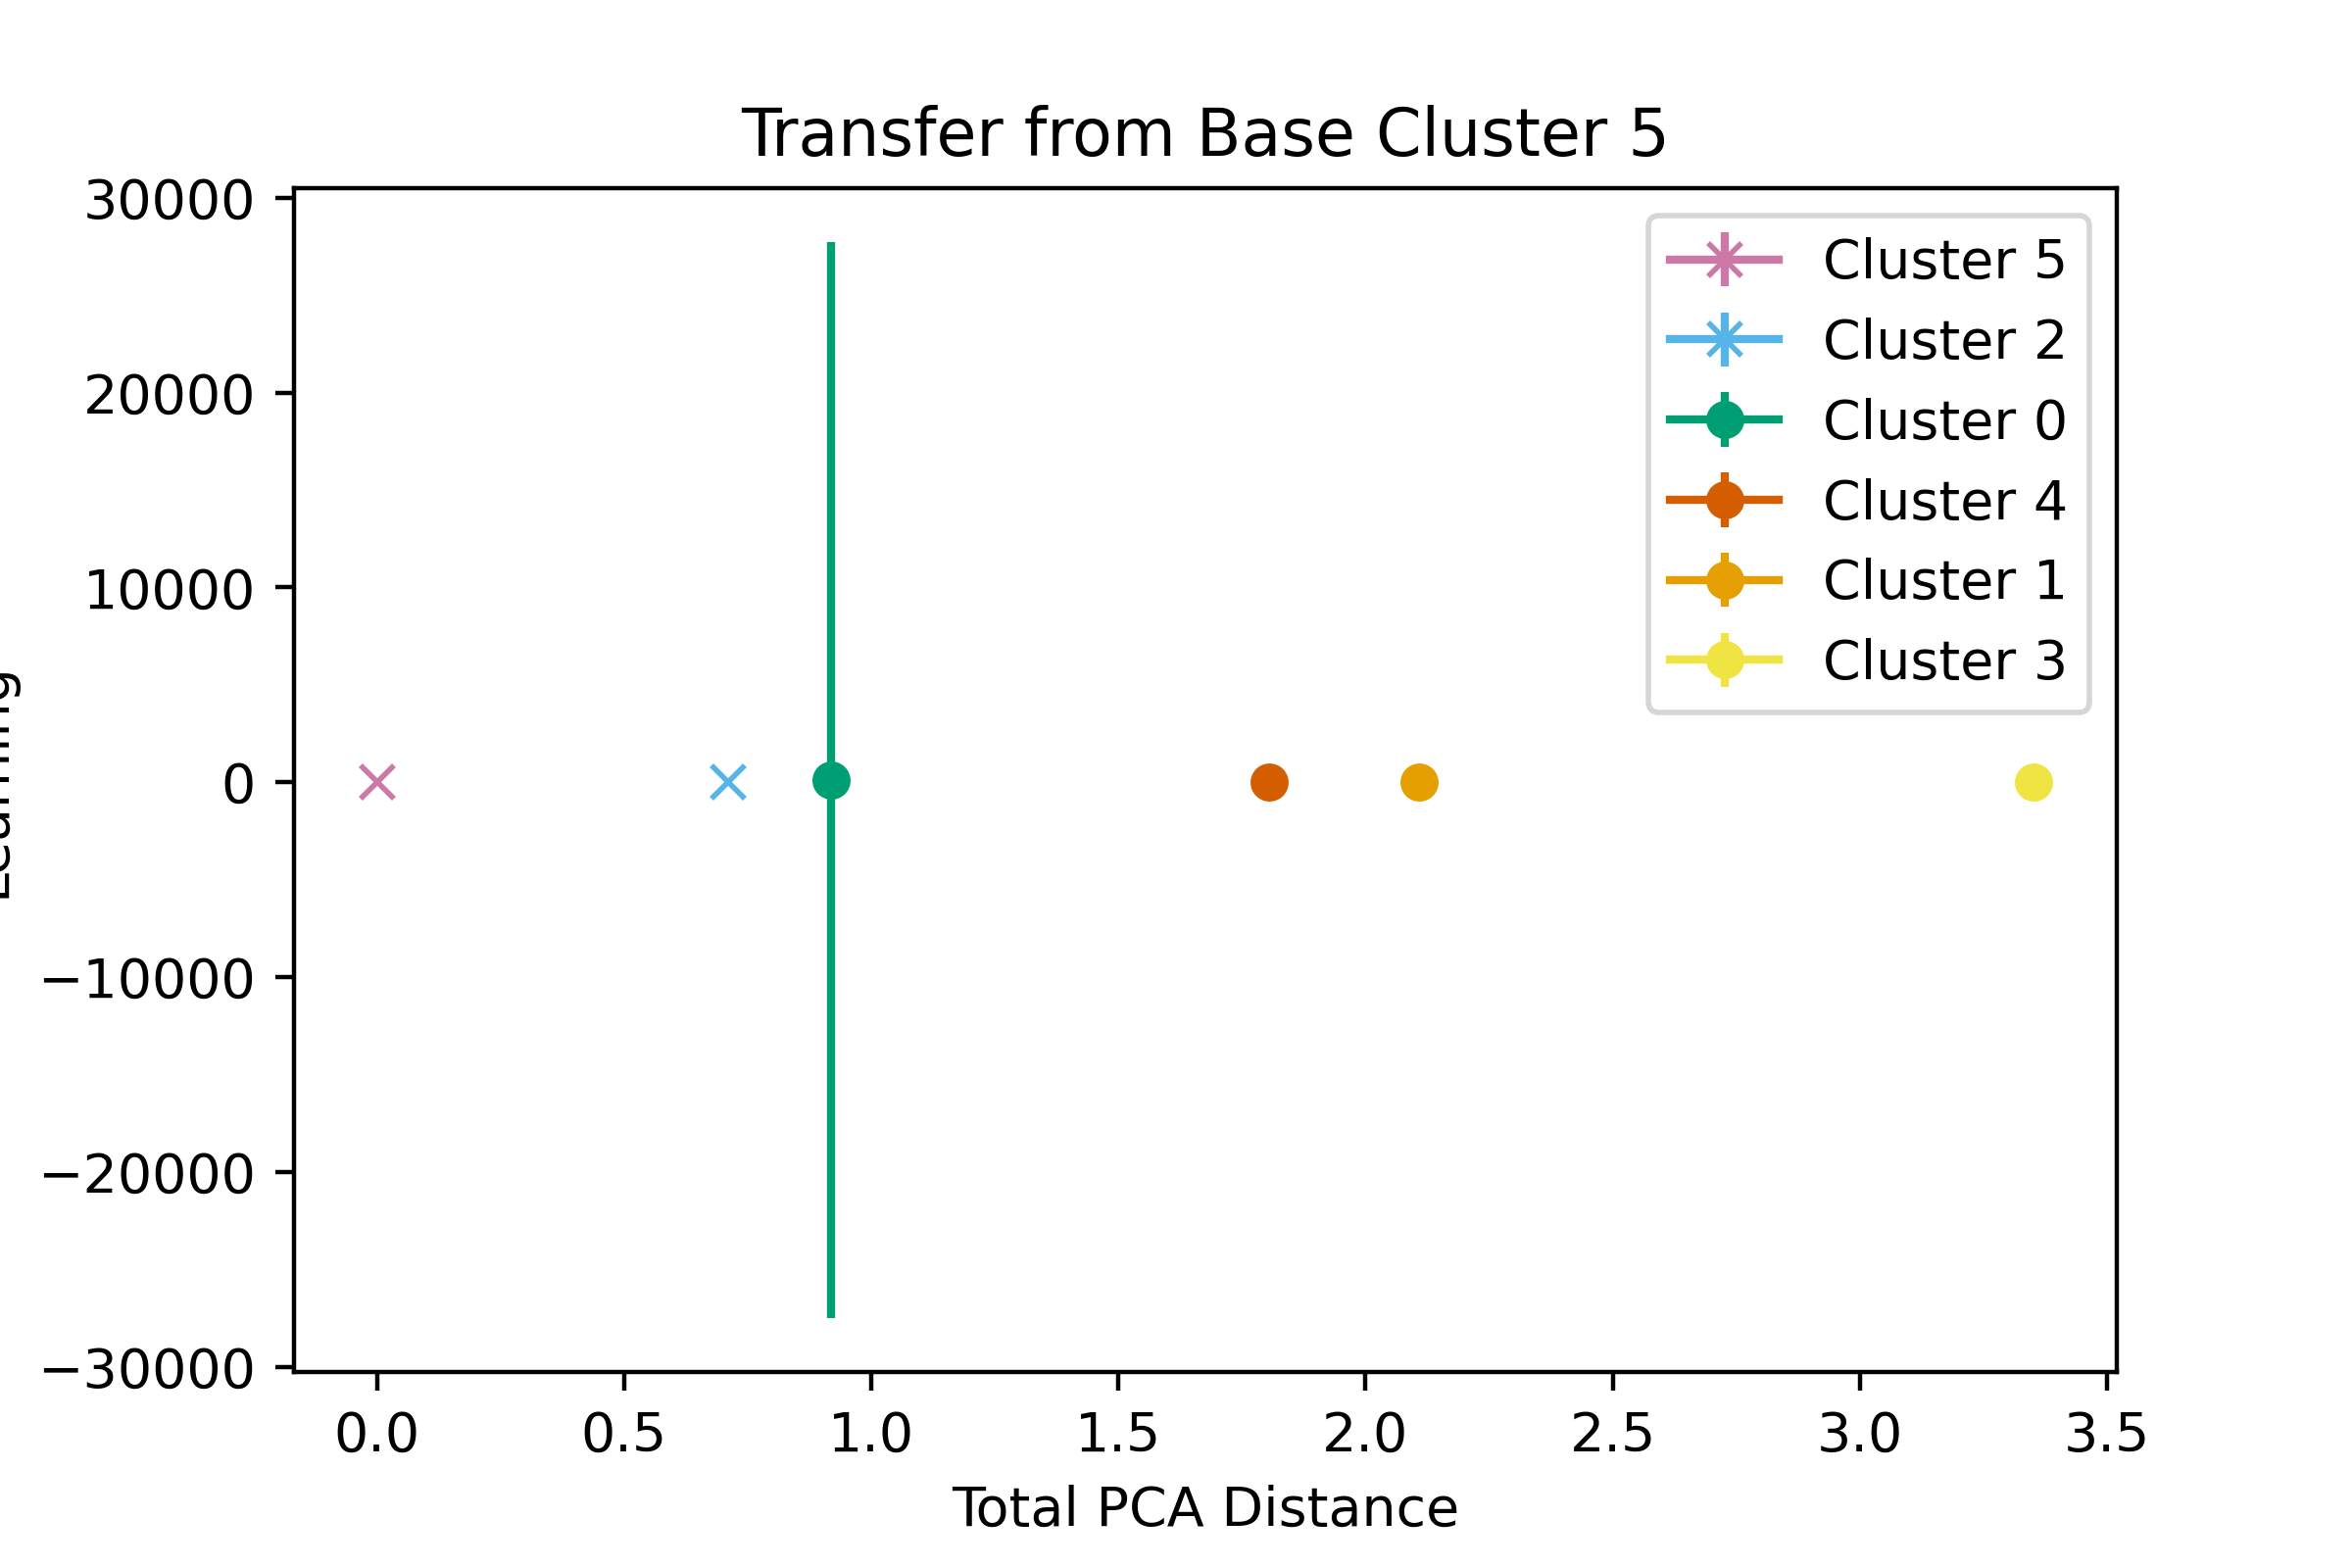 Transfer from Base Cluster 5
30000
20000
10000
0
−10000
−20000
−30000
Cluster 5
Cluster 2
Cluster 0
Cluster 4
Cluster 1
Cluster 3
0.0 0.5 1.0 1.5 2.0 2.5 3.0 3.5
Total PCA Distance